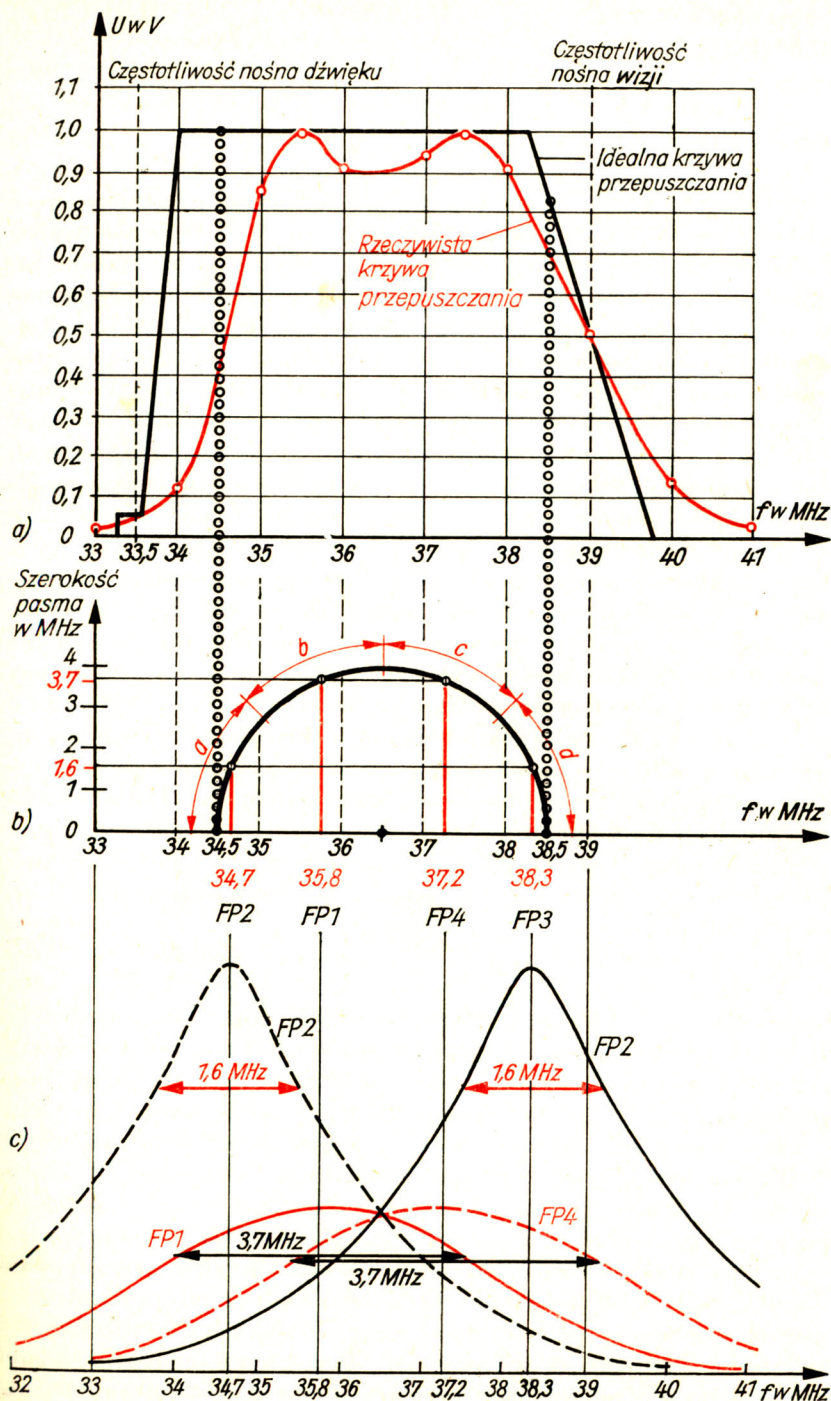 U w V
Częstotliwość nośna dźwięku
Częstotliwość
nośna wizji
1,1
1,0
0,9
0,8
0,7
0,6
0,5
0,4
0,3
0,2
0,1
0
Idealna krzywa
przepuszczania
Rzeczywista
krzywa
przepuszczania
a)
f w MHz
33
33,5
34
35
36
37
38
39
40
41
Szerokość
pasma
w MHz
4
3,7
3
2
1,6
1
0
a
b
c
d
b)
f w MHz
33
34
34,5
35
36
37
38
38,5
39
34,7
35,8
37,2
38,3
FP2
FP1
FP4
FP3
FP2
FP2
1,6 MHz
1,6 MHz
c)
FP1
FP4
3,7MHz
3,7MHz
32
33
34
34,7
35
35,8
36
37
37,2
38
38,3
39
40
41
f w MHz